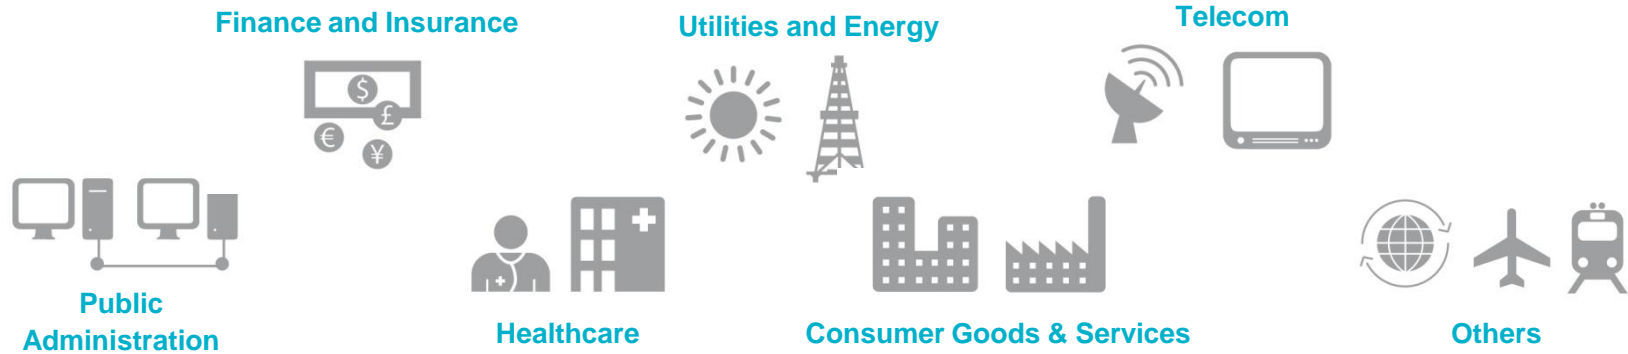 Finance and Insurance
Utilities and Energy
Telecom
$
£
€
¥
Public
Administration
Healthcare
Consumer Goods & Services
Others